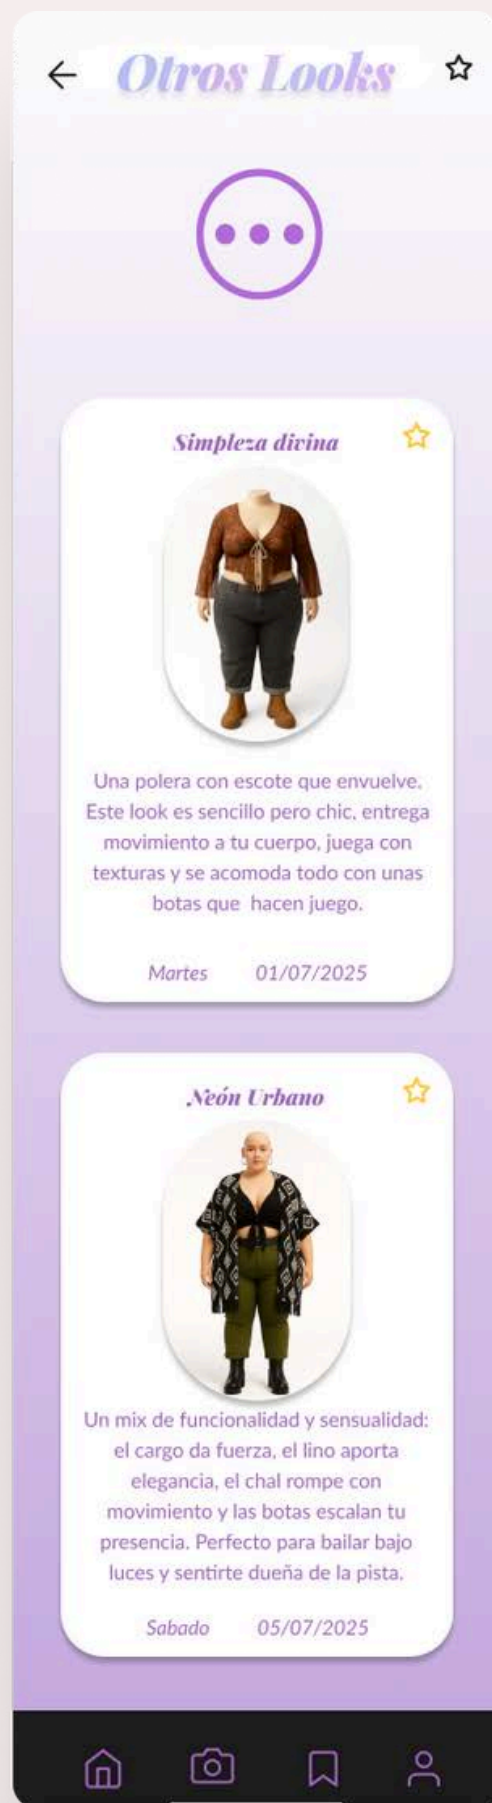 Otros Looks
Simpleza divina
Una polera con escote que envuelve.
Este look es sencillo pero chic, entrega
movimiento a tu cuerpo, juega con
texturas y se acomoda todo con unas
botas que  hacen juego.
Martes 01/07/2025
Neón Urbano
Un mix de funcionalidad y sensualidad:
el cargo da fuerza, el lino aporta
elegancia, el chal rompe con
movimiento y las botas escalan tu
presencia. Perfecto para bailar bajo
luces y sentirte dueña de la pista.
Sabado 05/07/2025